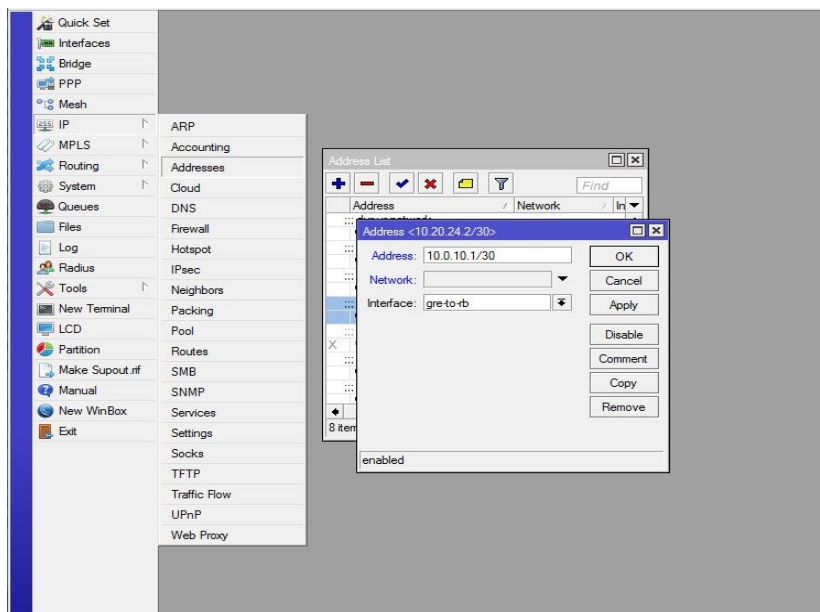 Quick Set
Interfaces
Bridge
PPP
Mesh
IP
MPLS
Routing
System
Queues
Files
Log
Radius
Tools
New Terminal
LCD
Partition
Make Supout.rif
Manual
New WinBox
Exit
ARP
Accounting
Addresses
Cloud
DNS
Firewall
Hotspot
IPsec
Neighbors
Packing
Pool
Routes
SMB
SNMP
Services
Settings
Socks
TFTP
Traffic Flow
UPnP
Web Proxy
Address List
Find
Address Network In
X
8 item
Address <10.20.24.2/30>
Address: 10.0.10.1/30 OK
Network: Cancel
Interface: gre-to-rb Apply
Disable
Comment
Copy
Remove
enabled